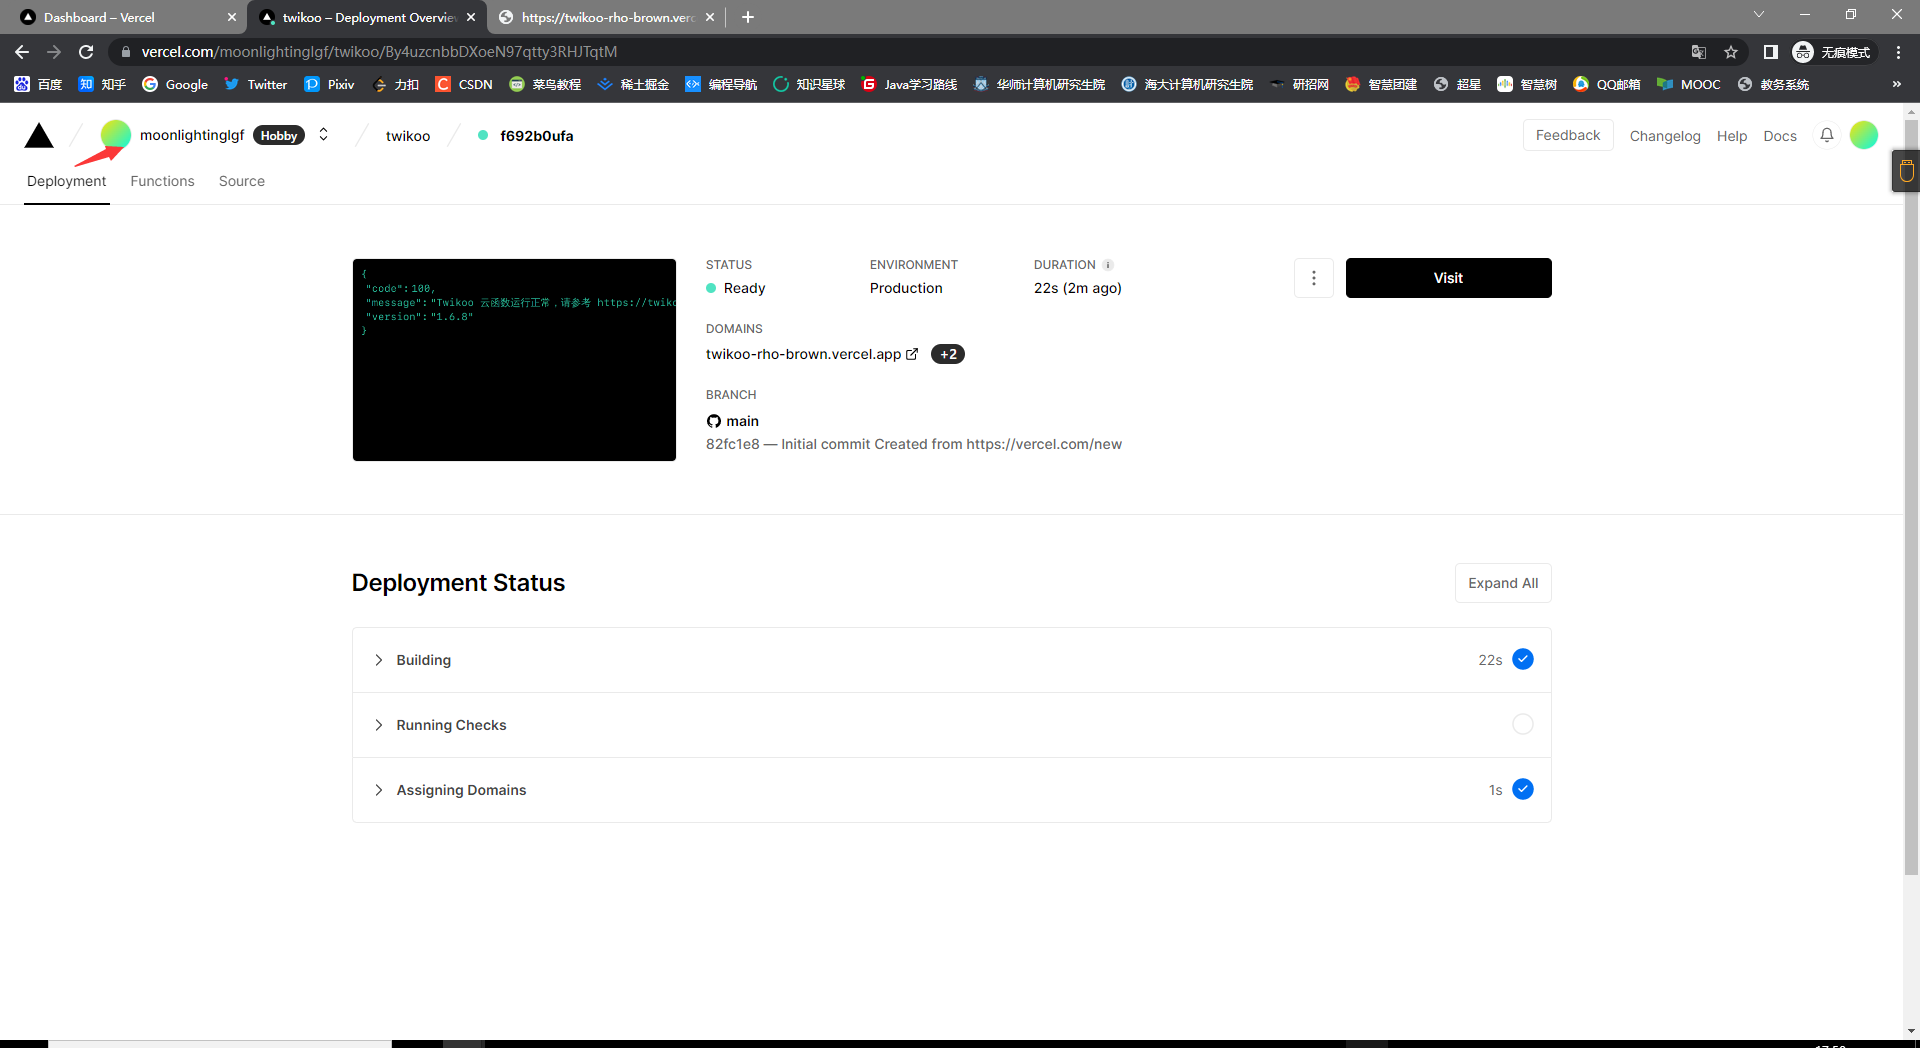 Dashboard – Vercel
twikoo – Deployment Overvie
https://twikoo-rho-brown.verc
vercel.com/moonlightinglgf/twikoo/By4uzcnbbDXoeN97qtty3RHJTqtM
无痕模式
百度
知 知乎
Google
Twitter
Pixiv
力扣
C CSDN
菜鸟教程
稀土掘金
编程导航
知识星球
Java学习路线
华师计算机研究生院
海大计算机研究生院
研招网
智慧团建
超星
智慧树
QQ邮箱
MOOC
教务系统
»
moonlightinglgf Hobby
twikoo
f692b0ufa
Feedback
Changelog
Help
Docs
Deployment
Functions
Source
{
"code":100,
"message":"Twikoo 云函数运行正常，请参考 https://twik
"version":"1.6.8"
}
STATUS
Ready
ENVIRONMENT
Production
DURATION
22s (2m ago)
Visit
DOMAINS
twikoo-rho-brown.vercel.app
+2
BRANCH
main
82fc1e8 — Initial commit Created from https://vercel.com/new
Deployment Status
Expand All
Building
22s
Running Checks
Assigning Domains
1s